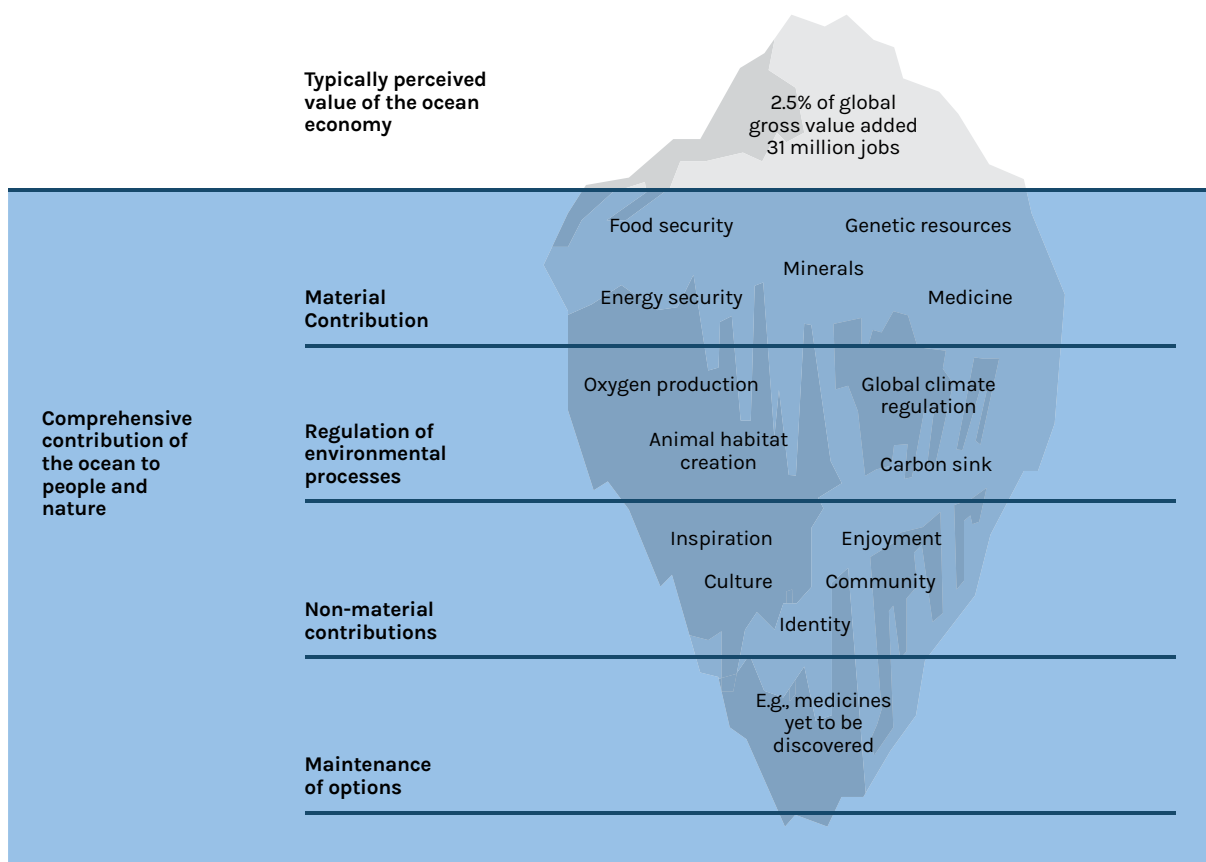 Typically perceived
value of the ocean
economy
2.5% of global
gross value added
31 million jobs
Comprehensive
contribution of
the ocean to
people and
nature
Material
Contribution
Food security
Genetic resources
Minerals
Energy security
Medicine
Regulation of
environmental
processes
Oxygen production
Global climate
regulation
Animal habitat
creation
Carbon sink
Non-material
contributions
Inspiration
Enjoyment
Culture
Community
Identity
Maintenance
of options
E.g., medicines
yet to be
discovered